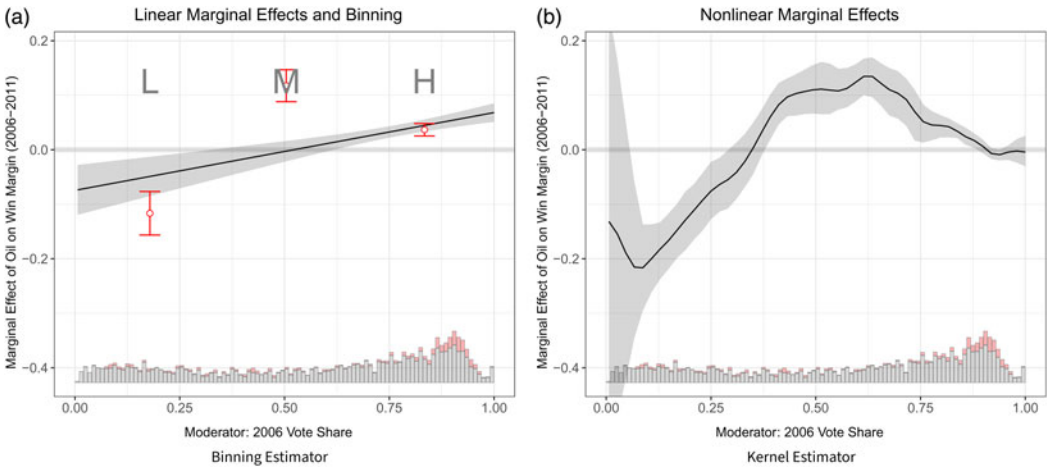 (a)
Linear Marginal Effects and Binning
Marginal Effect of Oil on Win Margin (2006−2011)
0.2
0.0
−0.2
−0.4
L
M
H
0.00 0.25 0.50 0.75 1.00
Moderator: 2006 Vote Share
Binning Estimator
(b)
Nonlinear Marginal Effects
Marginal Effect of Oil on Win Margin (2006−2011)
0.2
0.0
−0.2
−0.4
0.00 0.25 0.50 0.75 1.00
Moderator: 2006 Vote Share
Kernel Estimator